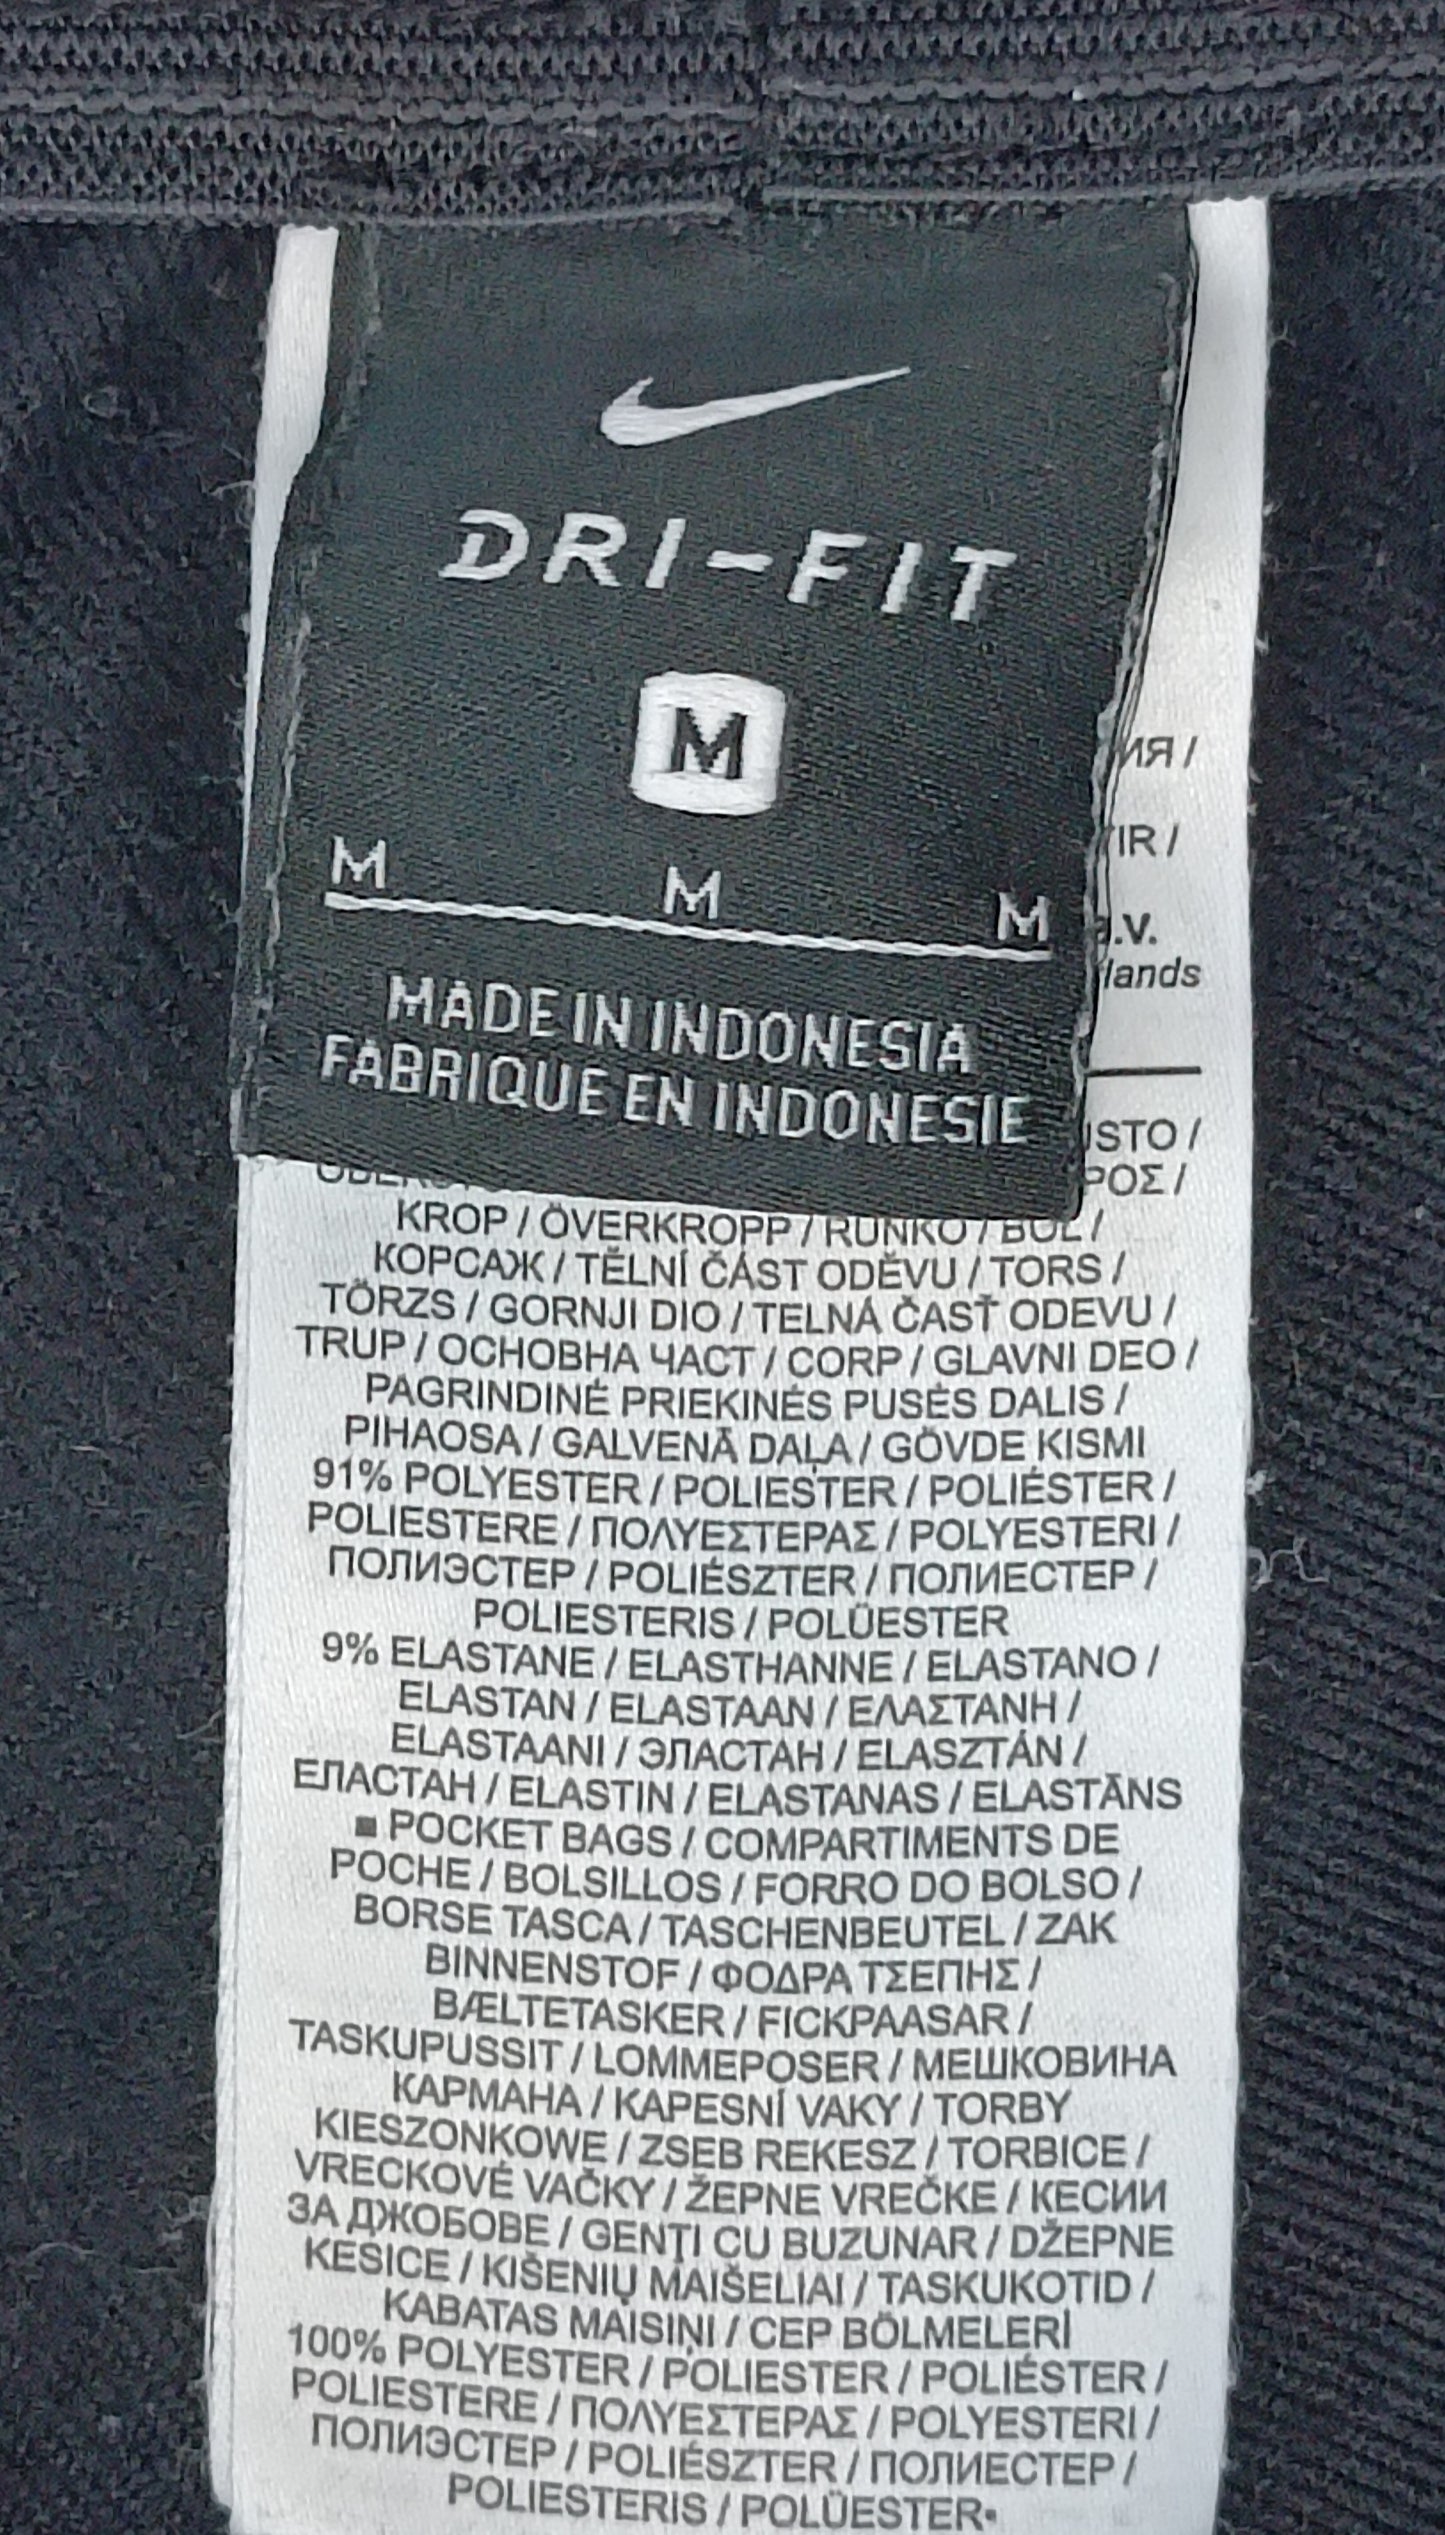 DRI-FIT
M
M M M
MADE IN INDONESIA
FABRIQUE EN INDONESIE
lands
KROP / ÖVERKROPP / RUNKO / BUL /
КОРСАЖ / TĚLNÍ ČÁST ODĚVU / TORS /
TÖRZS / GORNJI DIO / TELNÁ ČASŤ ODEVU /
TRUP / ОСНОВНА ЧАСТ / CORP / GLAVNI DEO /
PAGRINDINĖ PRIEKINĖS PUSĖS DALIS /
PIHAOSA / GALVENĀ DAĻA / GÖVDE KISMI
91% POLYESTER / POLIESTER / POLIÉSTER /
POLIESTERE / ΠΟΛΥΕΣΤΕΡΑΣ / POLYESTERI /
ПОЛИЭСТЕР / POLIÉSZTER / ПОЛИЕСТЕР /
POLIESTERIS / POLÜESTER
9% ELASTANE / ELASTHANNE / ELASTANO /
ELASTAN / ELASTAAN / ΕΛΑΣΤΑΝΗ /
ELASTAANI / ЭЛАСТАН / ELASZTÁN /
ЕЛАСТАН / ELASTIN / ELASTANAS / ELASTĀNS
■ POCKET BAGS / COMPARTIMENTS DE
POCHE / BOLSILLOS / FORRO DO BOLSO /
BORSE TASCA / TASCHENBEUTEL / ZAK
BINNENSTOF / ΦΟΔΡΑ ΤΣΕΠΗΣ /
BÆLTETASKER / FICKPAASAR /
TASKUPUSSIT / LOMMEPOSER / МЕШКОВИНА
КАРМАНА / KAPESNÍ VAKY / TORBY
KIESZONKOWE / ZSEB REKESZ / TORBICE /
VRECKOVÉ VAČKY / ŽEPNE VREČKE / КЕСИИ
ЗА ДЖОБОВЕ / GENȚI CU BUZUNAR / DŽEPNE
KESICE / KIŠENIŲ MAIŠELIAI / TASKUKOTID /
KABATAS MAISIŅI / CEP BÖLMELERİ
100% POLYESTER / POLIESTER / POLIÉSTER /
POLIESTERE / ΠΟΛΥΕΣΤΕΡΑΣ / POLYESTERI /
ПОЛИЭСТЕР / POLIÉSZTER / ПОЛИЕСТЕР /
POLIESTERIS / POLÜESTER▪